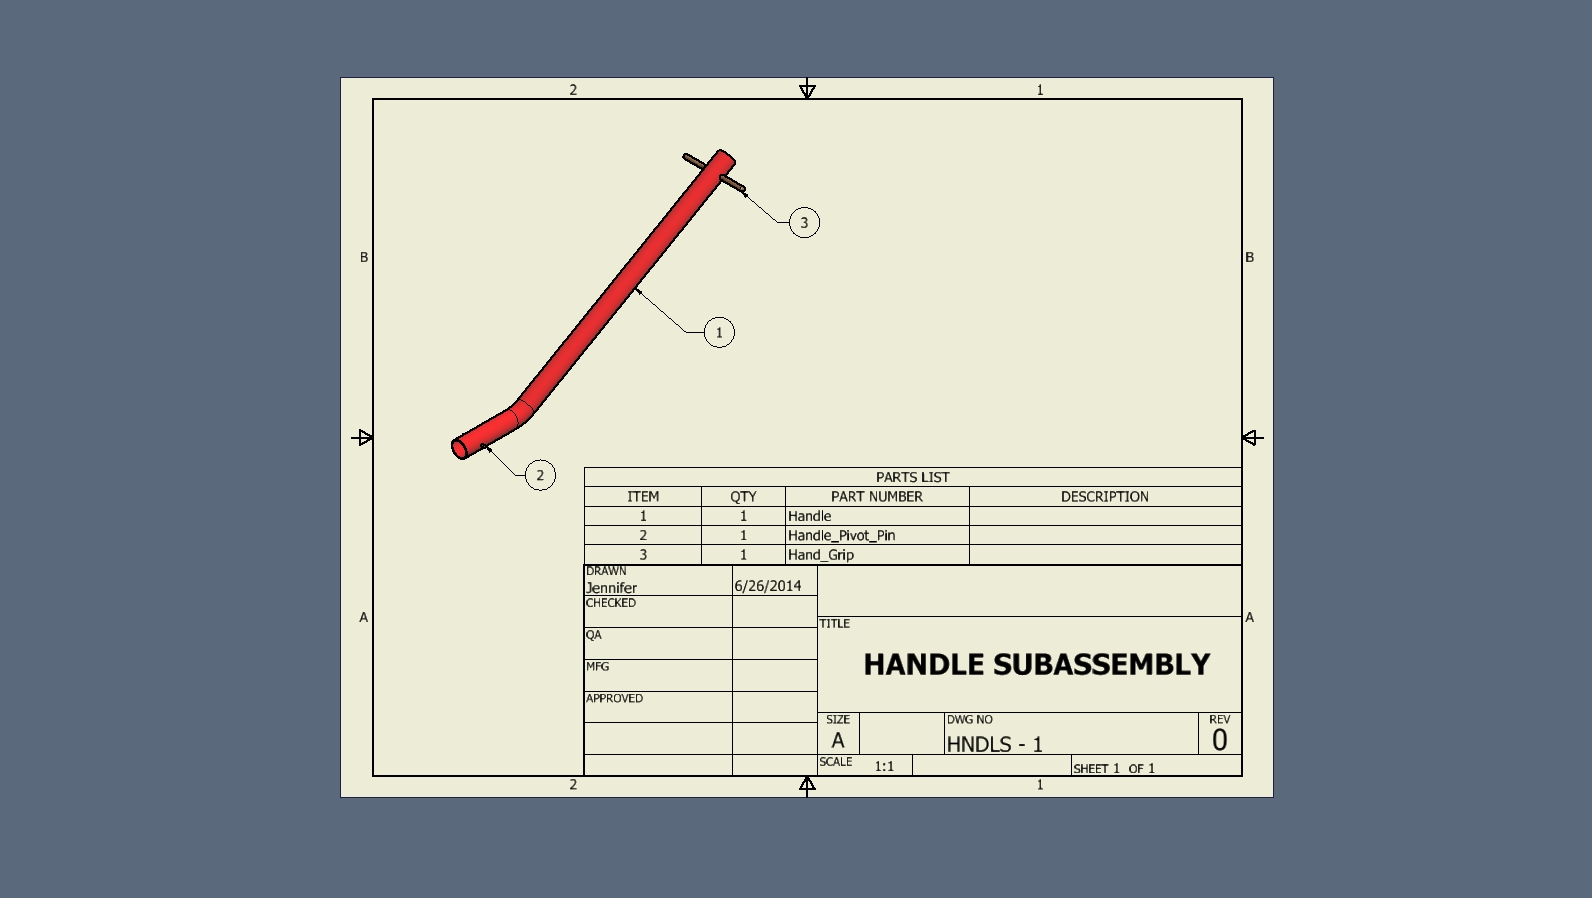 2 1
B B
3
1
2
PARTS LIST
ITEM QTY PART NUMBER DESCRIPTION
1 1 Handle
2 1 Handle_Pivot_Pin
3 1 Hand_Grip
DRAWN
Jennifer 6/26/2014
CHECKED
A A
TITLE
QA
HANDLE SUBASSEMBLY
MFG
APPROVED
SIZE DWG NO REV
A HNDLS - 1 0
SCALE 1:1 SHEET 1 OF 1
2 1